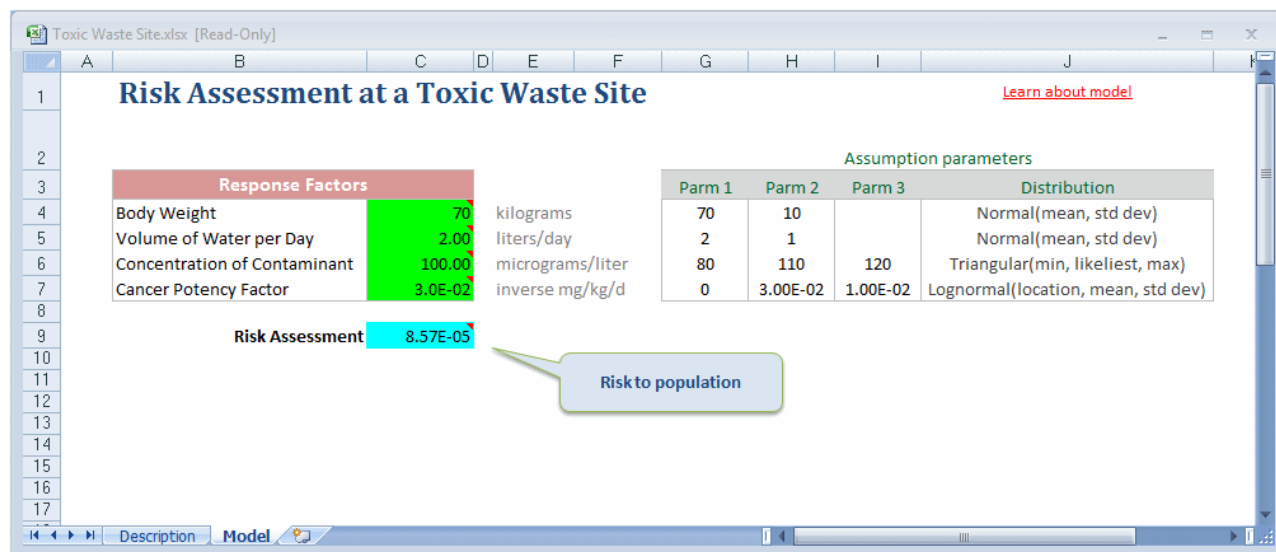 Toxic Waste Site.xlsx [Read-Only]
A B C D E F G H I J K
1 Risk Assessment at a Toxic Waste Site Learn about model
2 Assumption parameters
3 Response Factors Parm 1 Parm 2 Parm 3 Distribution
4 Body Weight 70 kilograms 70 10 Normal(mean, std dev)
5 Volume of Water per Day 2.00 liters/day 2 1 Normal(mean, std dev)
6 Concentration of Contaminant 100.00 micrograms/liter 80 110 120 Triangular(min, likeliest, max)
7 Cancer Potency Factor 3.0E-02 inverse mg/kg/d 0 3.00E-02 1.00E-02 Lognormal(location, mean, std dev)
8
9 Risk Assessment 8.57E-05
10
11 Risk to population
12
13
14
15
16
17
Description Model